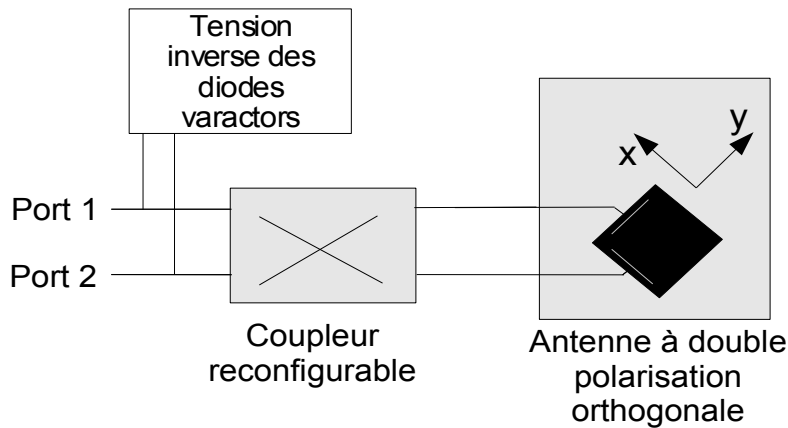 Tension
inverse des
diodes
varactors
y
x
Port 1
Port 2
Coupleur
reconfigurable
Antenne à double
polarisation
orthogonale